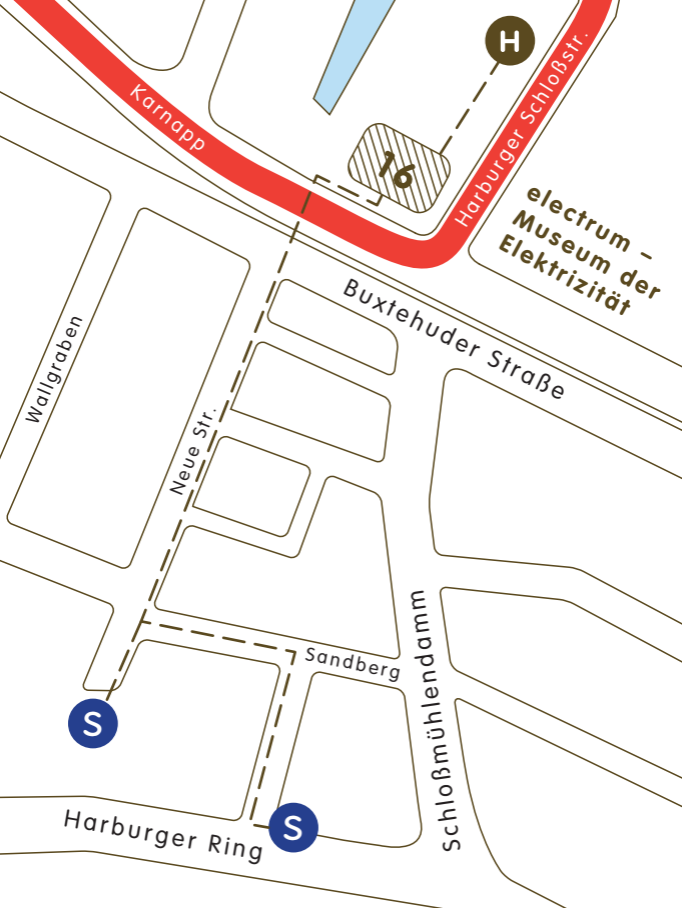 H
Karnapp
Harburger Schloßstr.
16
electrum –
Museum der
Elektrizität
Buxtehuder Straße
Wallgraben
Neue Str.
Sandberg
Schloßmühlendamm
S
S
Harburger Ring